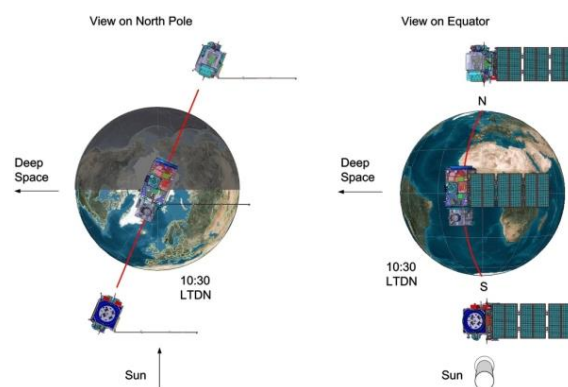 View on North Pole
Deep
Space
10:30
LTDN
Sun
View on Equator
N
Deep
Space
10:30
LTDN
S
Sun